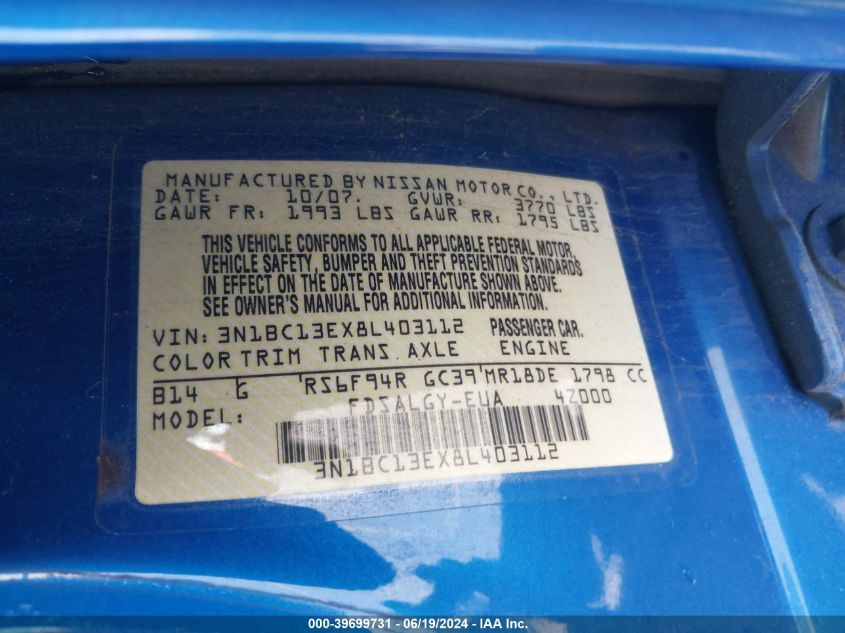 MANUFACTURED BY NISSAN MOTOR CO., LTD.
DATE: 10/07. GVWR: 3770 LBS
GAWR FR: 1993 LBS GAWR RR: 1795 LBS
THIS VEHICLE CONFORMS TO ALL APPLICABLE FEDERAL MOTOR
VEHICLE SAFETY, BUMPER AND THEFT PREVENTION STANDARDS
IN EFFECT ON THE DATE OF MANUFACTURE SHOWN ABOVE.
SEE OWNER'S MANUAL FOR ADDITIONAL INFORMATION.
VIN: 3N1BC13EX8L403112 PASSENGER CAR.
COLOR TRIM TRANS. AXLE ENGINE
B14 G RS6F94R GC39 MR18DE 1798 CC
MODEL: FDSALGY-EUA 4Z000
3N1BC13EX8L403112
000-39699731 - 06/19/2024 - IAA Inc.